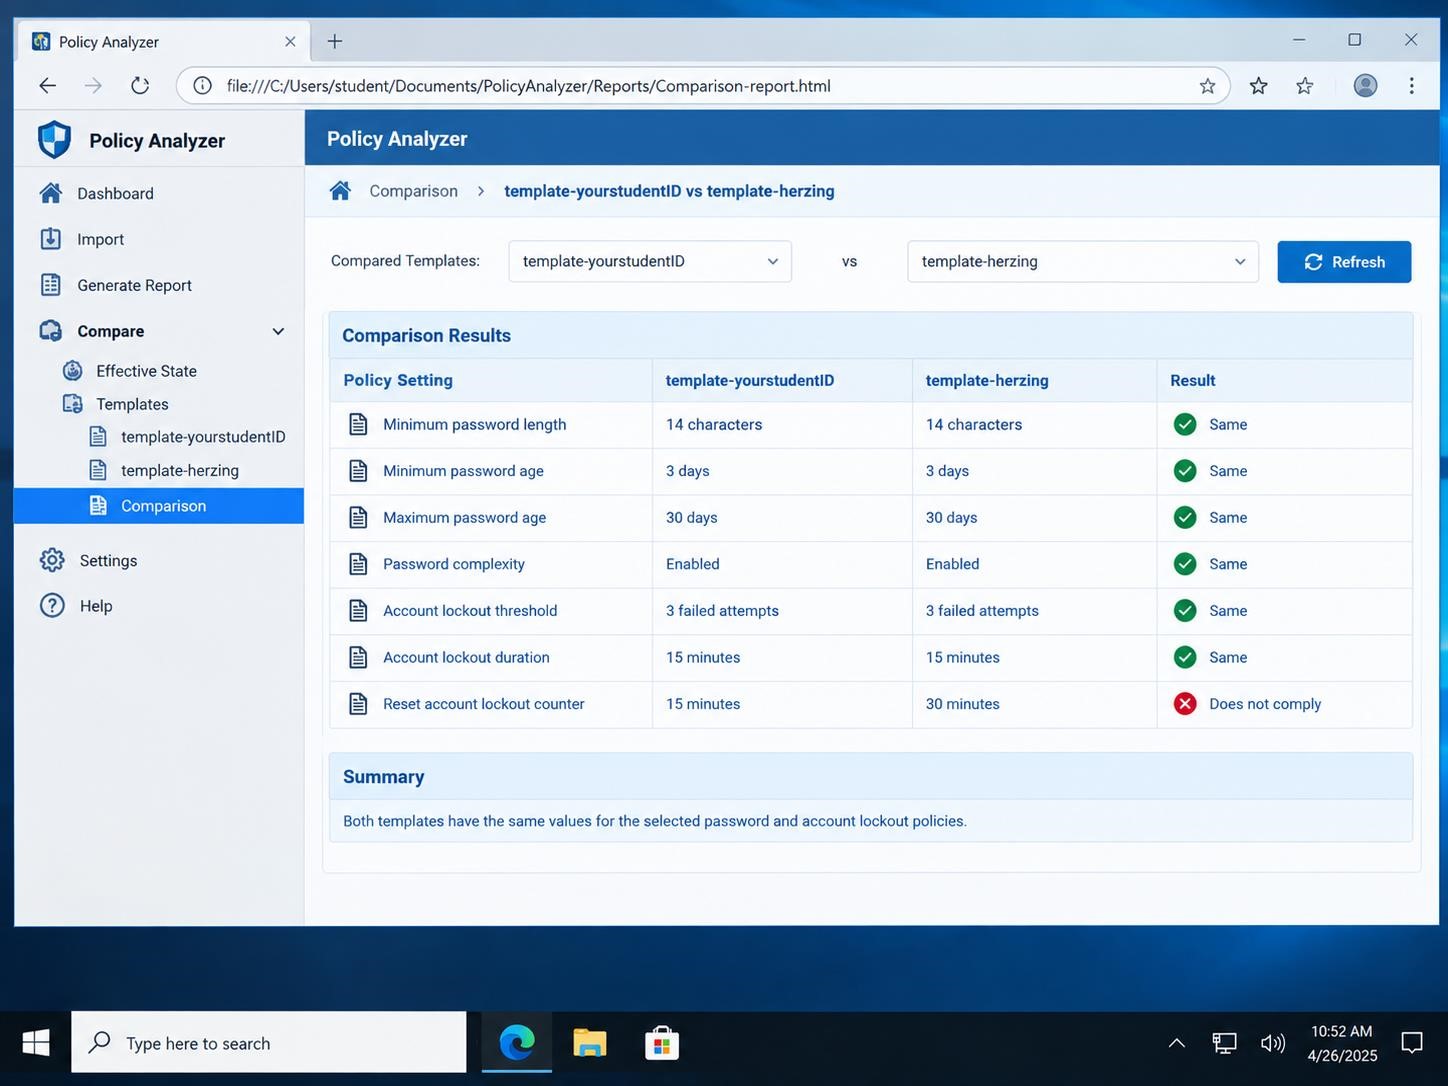 Policy Analyzer
file:///C:/Users/student/Documents/PolicyAnalyzer/Reports/Comparison-report.html
Policy Analyzer
Dashboard
Import
Generate Report
Compare
Effective State
Templates
template-yourstudentID
template-herzing
Comparison
Settings
Help
Policy Analyzer
Comparison > template-yourstudentID vs template-herzing
Compared Templates: template-yourstudentID vs template-herzing Refresh
Comparison Results
Policy Setting template-yourstudentID template-herzing Result
Minimum password length 14 characters 14 characters Same
Minimum password age 3 days 3 days Same
Maximum password age 30 days 30 days Same
Password complexity Enabled Enabled Same
Account lockout threshold 3 failed attempts 3 failed attempts Same
Account lockout duration 15 minutes 15 minutes Same
Reset account lockout counter 15 minutes 30 minutes Does not comply
Summary
Both templates have the same values for the selected password and account lockout policies.
Type here to search
10:52 AM
4/26/2025